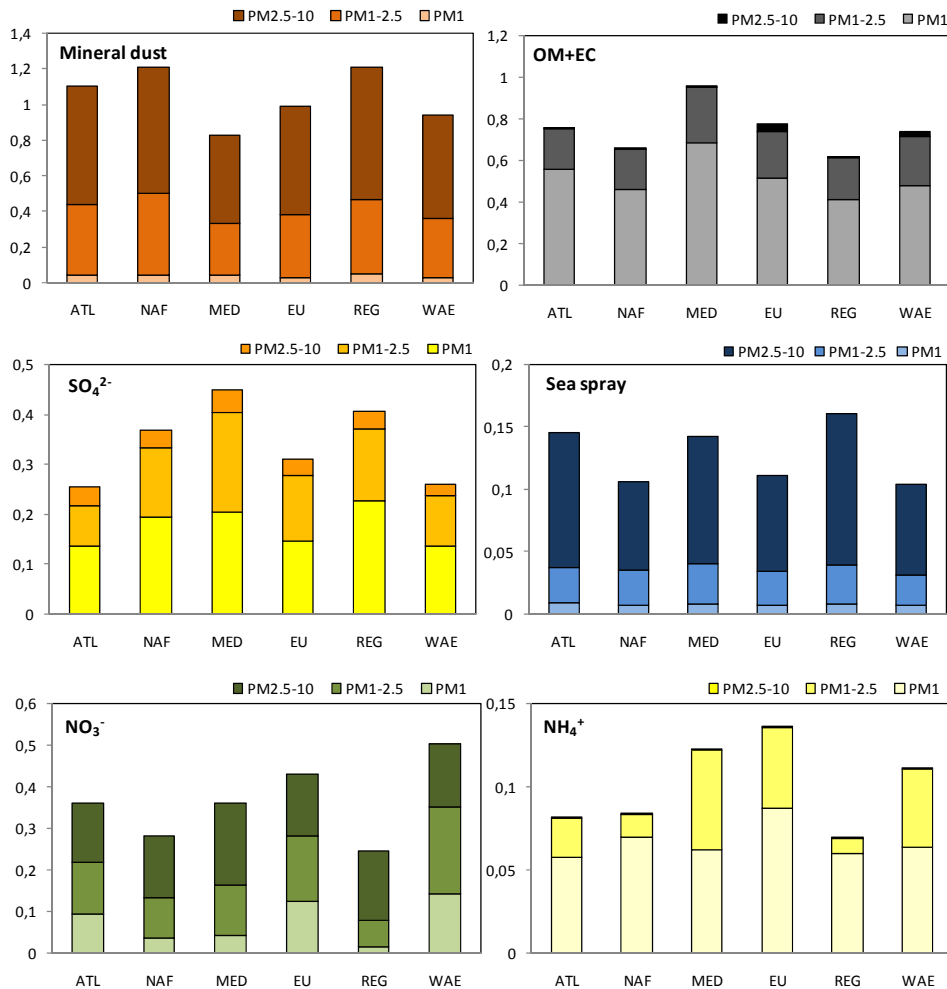 PM2.5-10 PM1-2.5 PM1
Mineral dust
1,4
1,2
1
0,8
0,6
0,4
0,2
0
ATL NAF MED EU REG WAE
PM2.5-10 PM1-2.5 PM1
OM+EC
1,2
1
0,8
0,6
0,4
0,2
0
ATL NAF MED EU REG WAE
PM2.5-10 PM1-2.5 PM1
SO₄²⁻
0,5
0,4
0,3
0,2
0,1
0
ATL NAF MED EU REG WAE
PM2.5-10 PM1-2.5 PM1
Sea spray
0,2
0,15
0,1
0,05
0
ATL NAF MED EU REG WAE
PM2.5-10 PM1-2.5 PM1
NO₃⁻
0,6
0,5
0,4
0,3
0,2
0,1
0
ATL NAF MED EU REG WAE
PM2.5-10 PM1-2.5 PM1
NH₄⁺
0,15
0,1
0,05
0
ATL NAF MED EU REG WAE